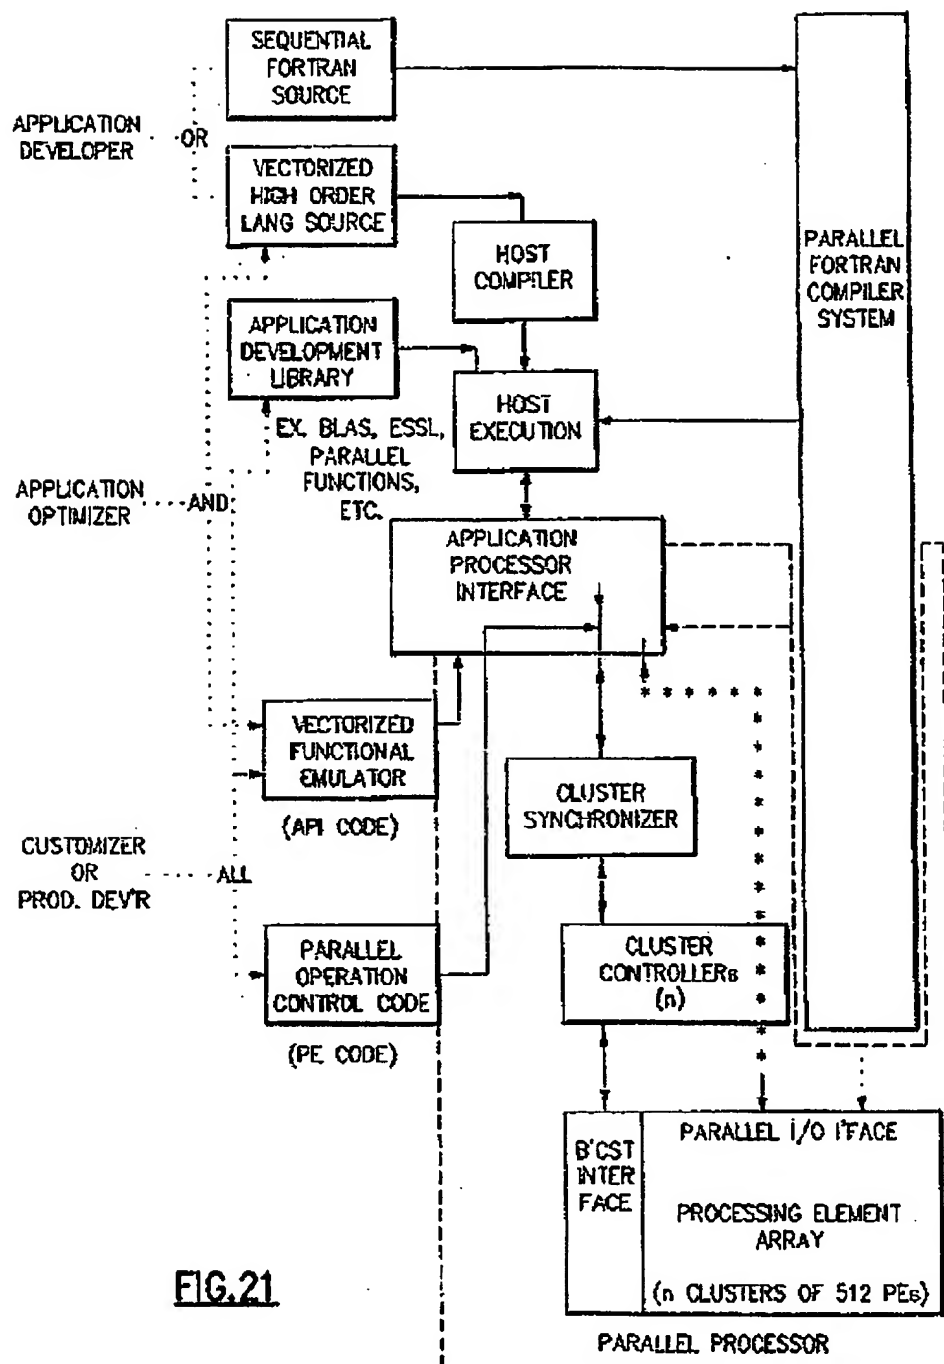 SEQUENTIAL
FORTRAN
SOURCE
APPLICATION
DEVELOPER
OR
VECTORIZED
HIGH ORDER
LANG SOURCE
HOST
COMPILER
PARALLEL
FORTRAN
COMPILER
SYSTEM
APPLICATION
DEVELOPMENT
LIBRARY
HOST
EXECUTION
EX. BLAS, ESSL,
PARALLEL
FUNCTIONS,
ETC.
APPLICATION
OPTIMIZER
AND
APPLICATION
PROCESSOR
INTERFACE
VECTORIZED
FUNCTIONAL
EMULATOR
(API CODE)
CLUSTER
SYNCHRONIZER
CUSTOMIZER
OR
PROD. DEV'R
ALL
PARALLEL
OPERATION
CONTROL CODE
(PE CODE)
CLUSTER
CONTROLLERs
(n)
B'CST
INTER
FACE
PARALLEL I/O I'FACE
PROCESSING ELEMENT
ARRAY
(n CLUSTERS OF 512 PEs)
PARALLEL PROCESSOR
FIG.21